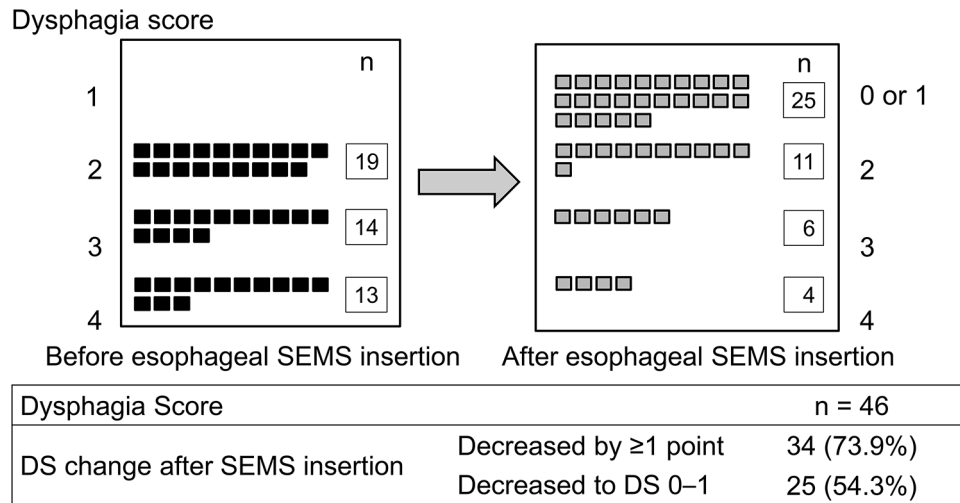 Dysphagia score
n
n
1
25
0 or 1
2
19
11
2
3
14
6
3
4
13
4
4
Before esophageal SEMS insertion
After esophageal SEMS insertion
Dysphagia Score
n = 46
DS change after SEMS insertion
Decreased by ≥1 point
34 (73.9%)
Decreased to DS 0–1
25 (54.3%)